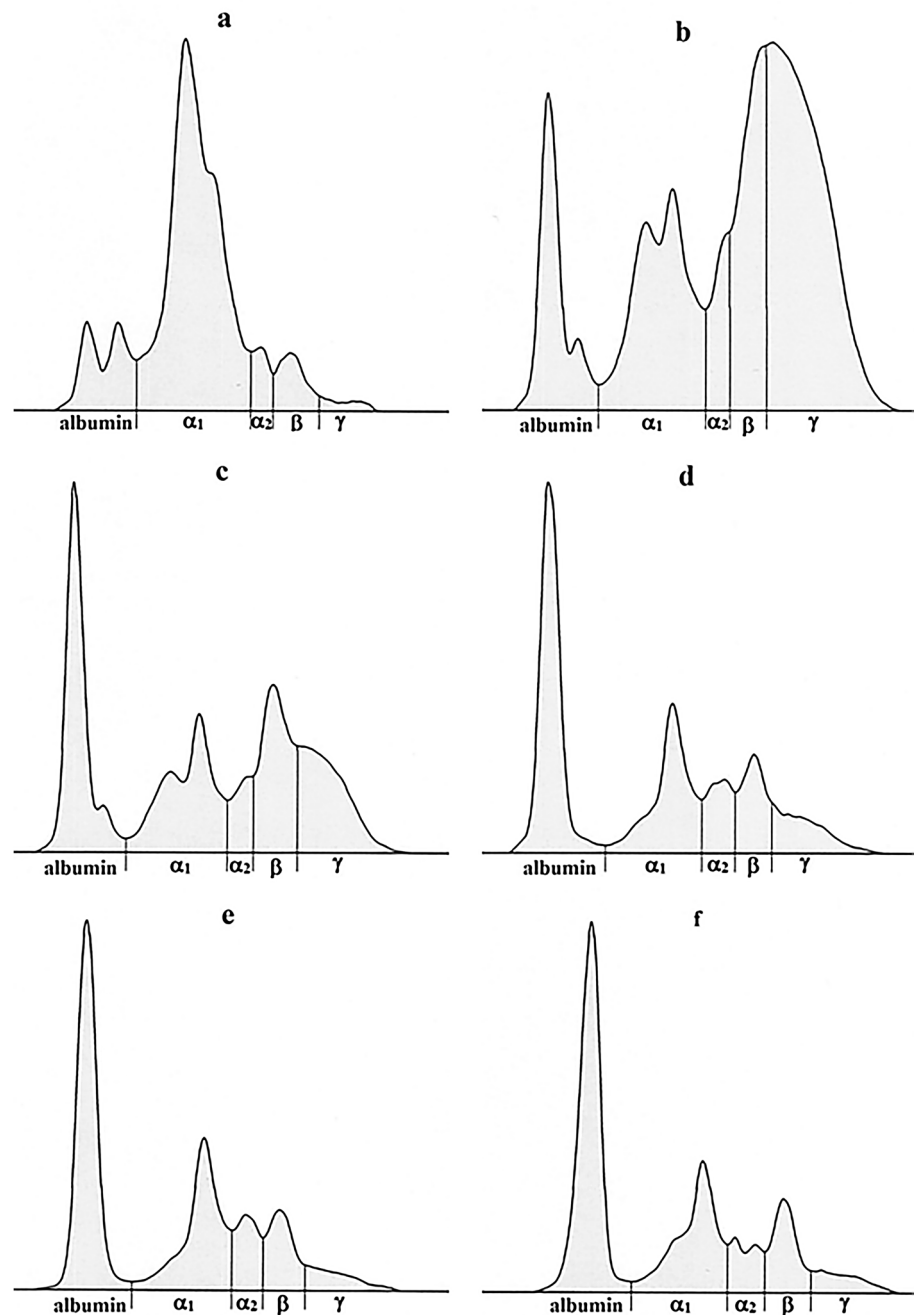 a
b
albumin α₁ α₂ β γ
albumin α₁ α₂ β γ
c
d
albumin α₁ α₂ β γ
albumin α₁ α₂ β γ
e
f
albumin α₁ α₂ β γ
albumin α₁ α₂ β γ